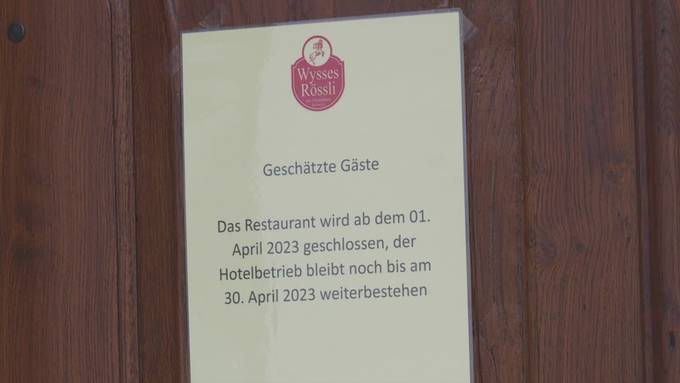 Wysses
Rössli
Geschätzte Gäste
Das Restaurant wird ab dem 01.
April 2023 geschlossen, der
Hotelbetrieb bleibt noch bis am
30. April 2023 weiterbestehen